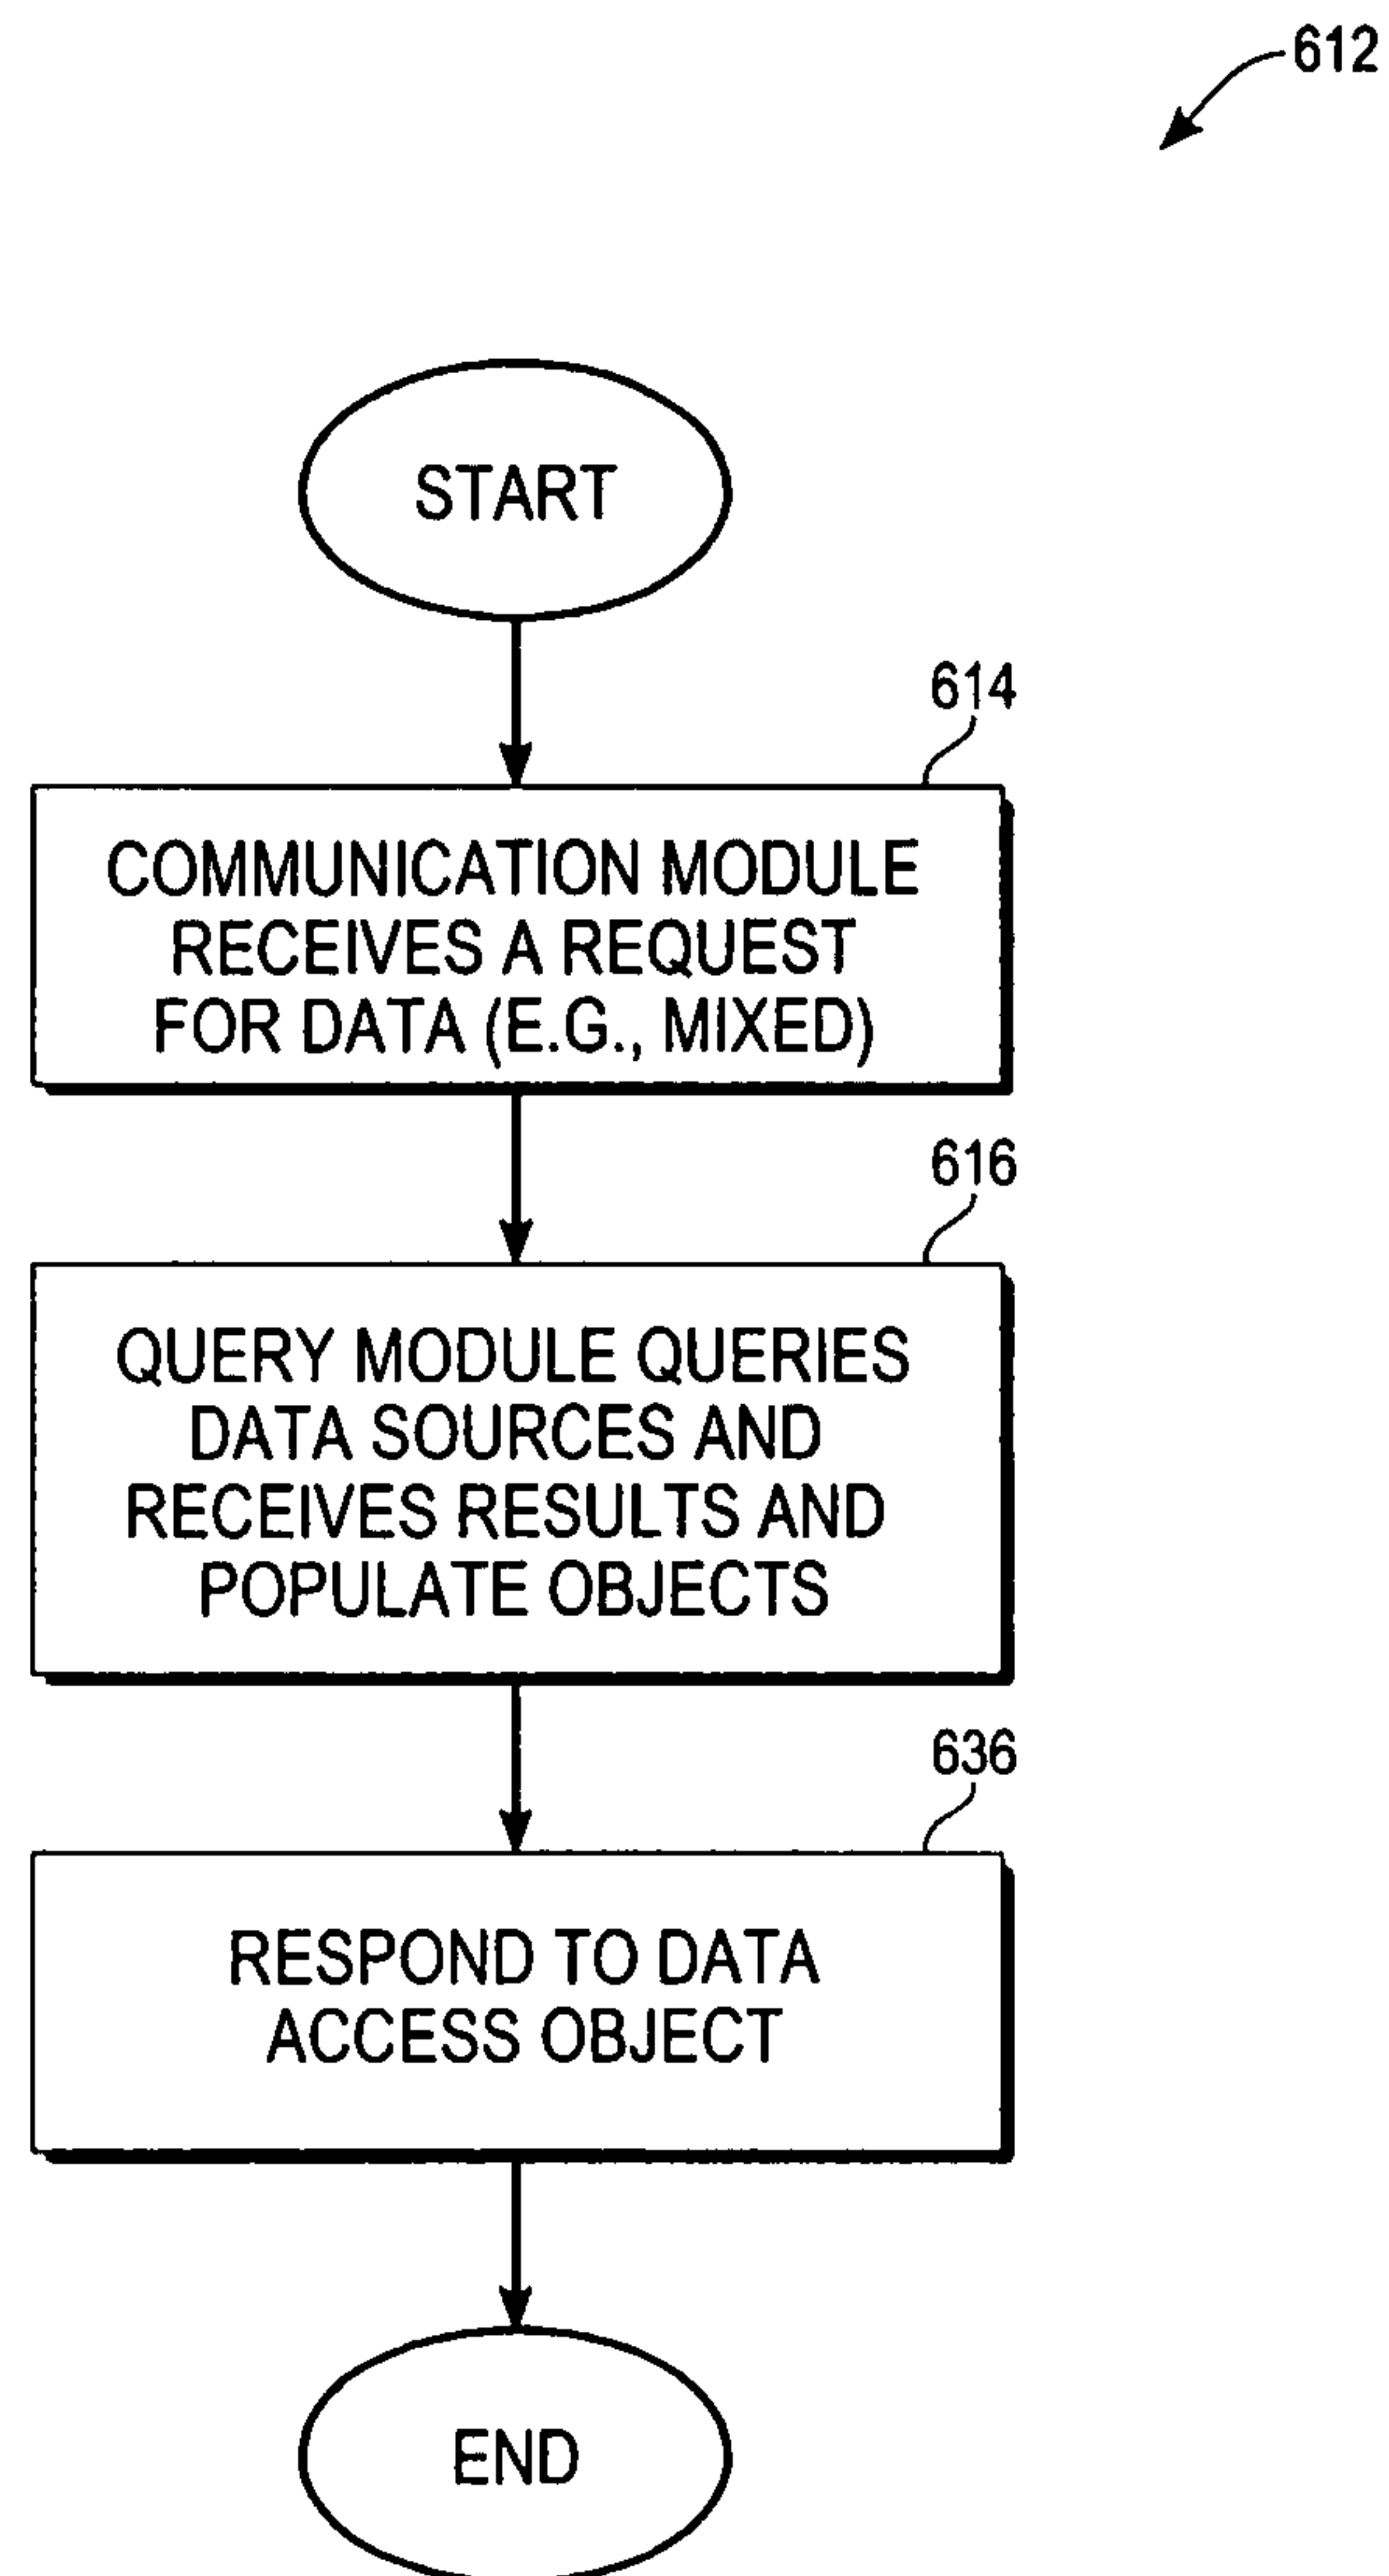 612
START
614
COMMUNICATION MODULE
RECEIVES A REQUEST
FOR DATA (E.G., MIXED)
616
QUERY MODULE QUERIES
DATA SOURCES AND
RECEIVES RESULTS AND
POPULATE OBJECTS
636
RESPOND TO DATA
ACCESS OBJECT
END